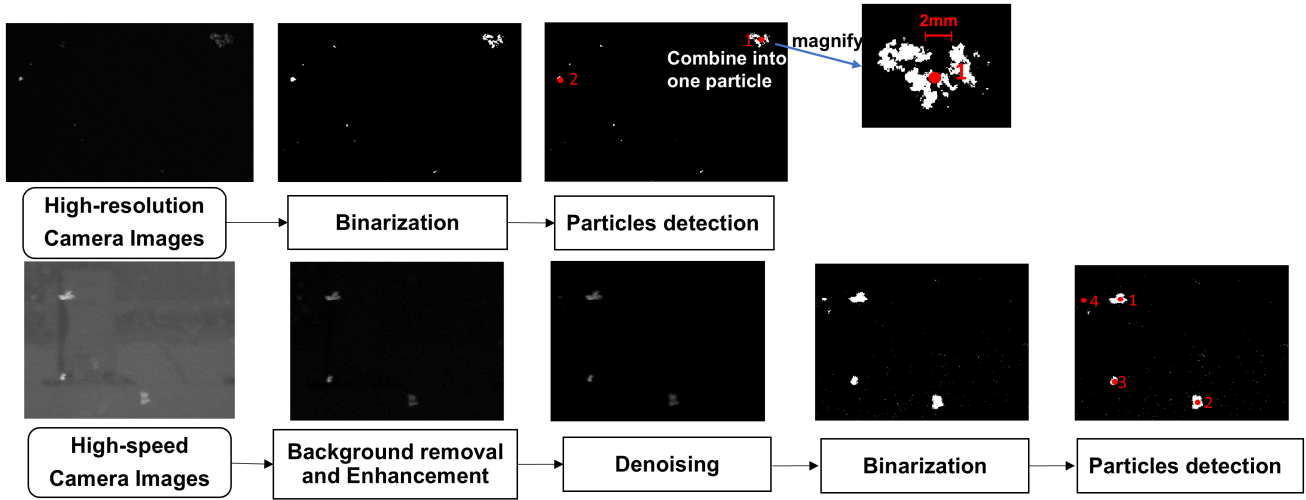 2mm
1
magnify
Combine into
one particle
2
1
High-resolution
Camera Images
Binarization
Particles detection
4
1
3
2
High-speed
Camera Images
Background removal
and Enhancement
Denoising
Binarization
Particles detection